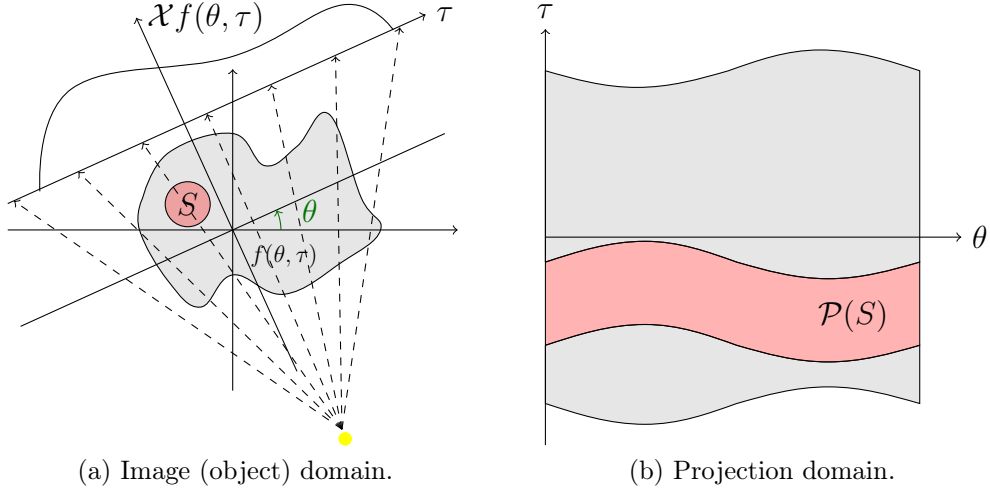 𝒳f(θ, τ)
τ
S
θ
f(θ, τ)
(a) Image (object) domain.
τ
θ
𝒫(S)
(b) Projection domain.